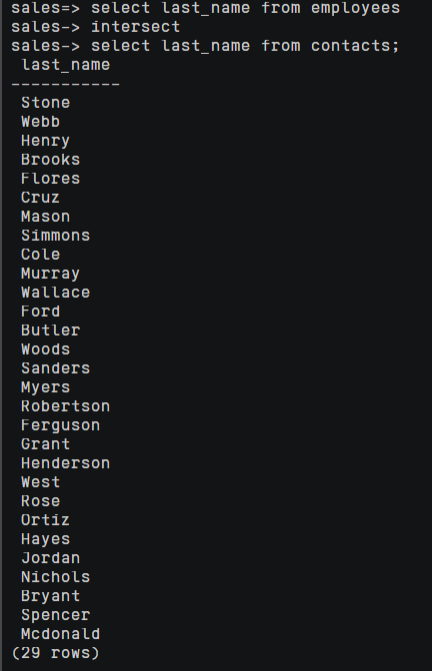 sales=> select last_name from employees
sales-> intersect
sales-> select last_name from contacts;
last_name
-----------
Stone
Webb
Henry
Brooks
Flores
Cruz
Mason
Simmons
Cole
Murray
Wallace
Ford
Butler
Woods
Sanders
Myers
Robertson
Ferguson
Grant
Henderson
West
Rose
Ortiz
Hayes
Jordan
Nichols
Bryant
Spencer
Mcdonald
(29 rows)